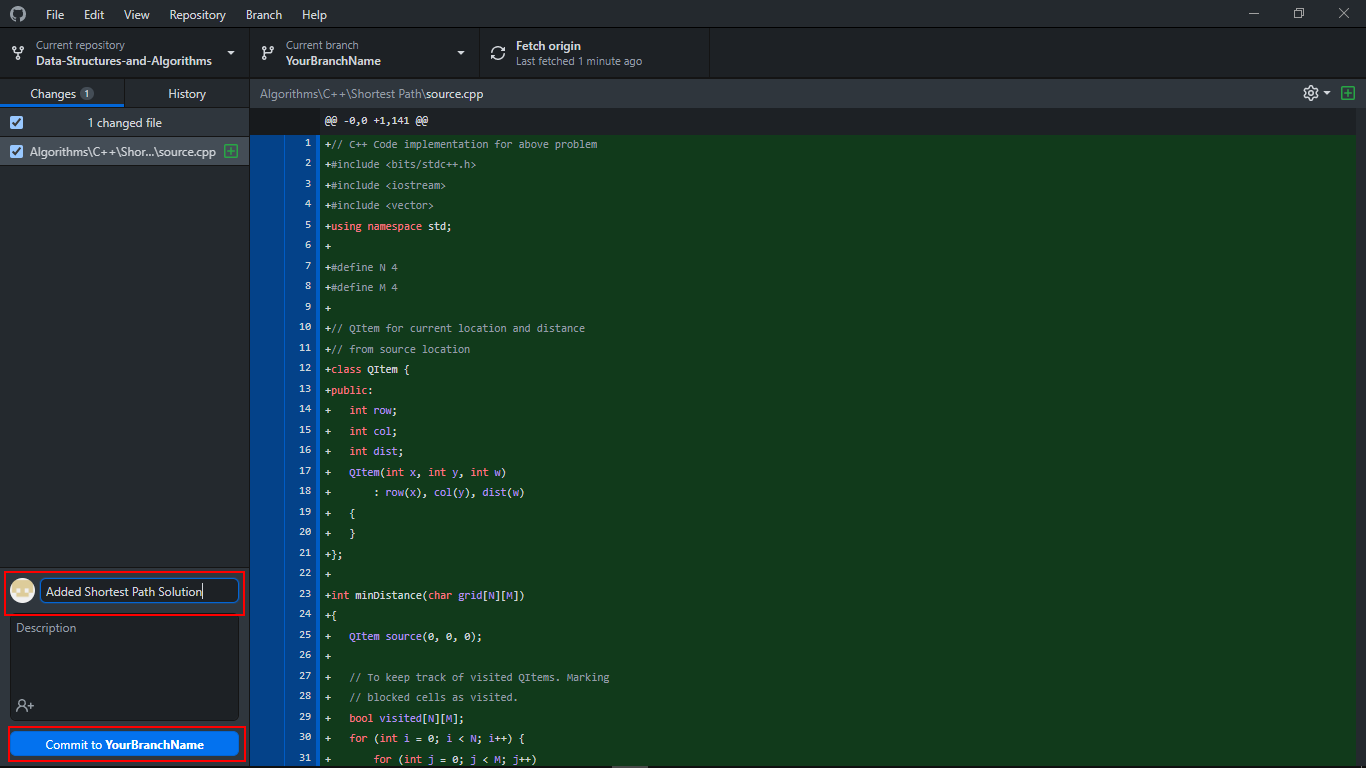 File Edit View Repository Branch Help
Current repository
Data-Structures-and-Algorithms
Current branch
YourBranchName
Fetch origin
Last fetched 1 minute ago
Changes 1
History
Algorithms\C++\Shortest Path\source.cpp
1 changed file
Algorithms\C++\Shor...\source.cpp
@@ -0,0 +1,141 @@
1 +// C++ Code implementation for above problem
2 +#include <bits/stdc++.h>
3 +#include <iostream>
4 +#include <vector>
5 +using namespace std;
6 +
7 +#define N 4
8 +#define M 4
9 +
10 +// QItem for current location and distance
11 +// from source location
12 +class QItem {
13 +public:
14 + int row;
15 + int col;
16 + int dist;
17 + QItem(int x, int y, int w)
18 + : row(x), col(y), dist(w)
19 + {
20 + }
21 +};
22 +
23 +int minDistance(char grid[N][M])
24 +{
25 + QItem source(0, 0, 0);
26 +
27 + // To keep track of visited QItems. Marking
28 + // blocked cells as visited.
29 + bool visited[N][M];
30 + for (int i = 0; i < N; i++) {
31 + for (int j = 0; j < M; j++)
Added Shortest Path Solution
Description
Commit to YourBranchName